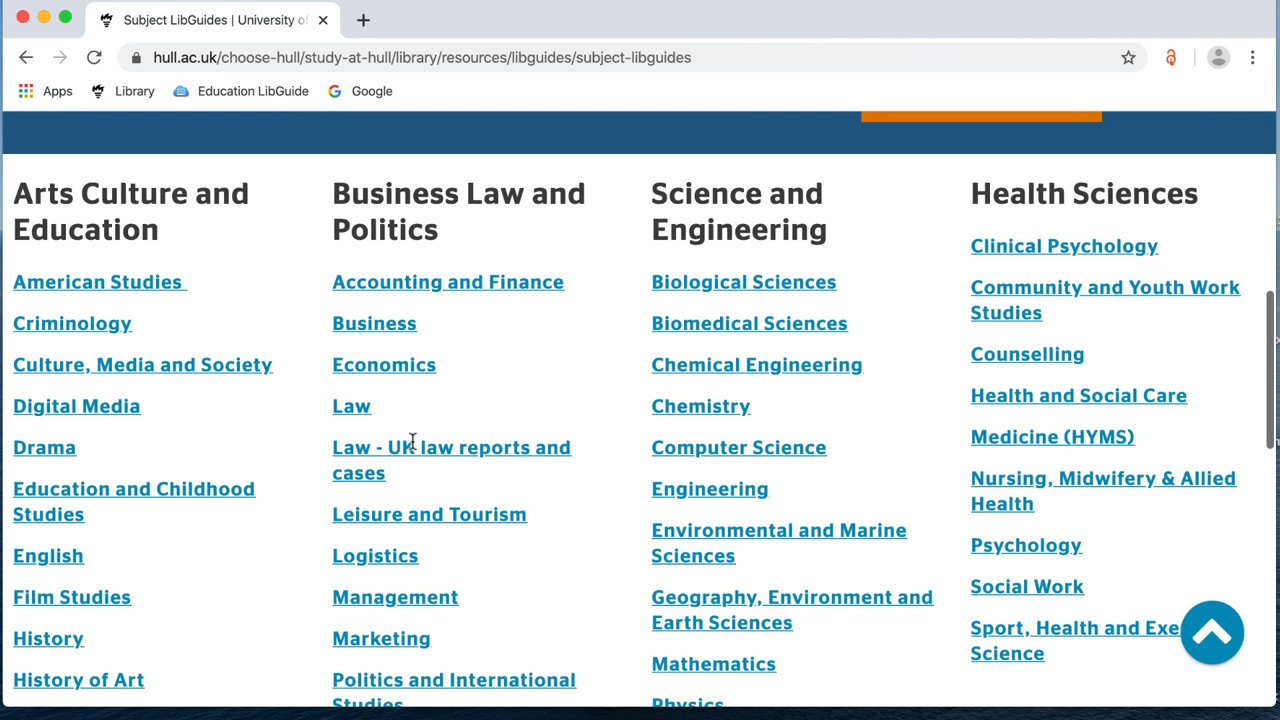 Subject LibGuides | University of
hull.ac.uk/choose-hull/study-at-hull/library/resources/libguides/subject-libguides
Apps Library Education LibGuide Google
Arts Culture and
Education
American Studies
Criminology
Culture, Media and Society
Digital Media
Drama
Education and Childhood
Studies
English
Film Studies
History
History of Art
Business Law and
Politics
Accounting and Finance
Business
Economics
Law
Law - UK law reports and
cases
Leisure and Tourism
Logistics
Management
Marketing
Politics and International
Studies
Science and
Engineering
Biological Sciences
Biomedical Sciences
Chemical Engineering
Chemistry
Computer Science
Engineering
Environmental and Marine
Sciences
Geography, Environment and
Earth Sciences
Mathematics
Physics
Health Sciences
Clinical Psychology
Community and Youth Work
Studies
Counselling
Health and Social Care
Medicine (HYMS)
Nursing, Midwifery & Allied
Health
Psychology
Social Work
Sport, Health and Exe
Science